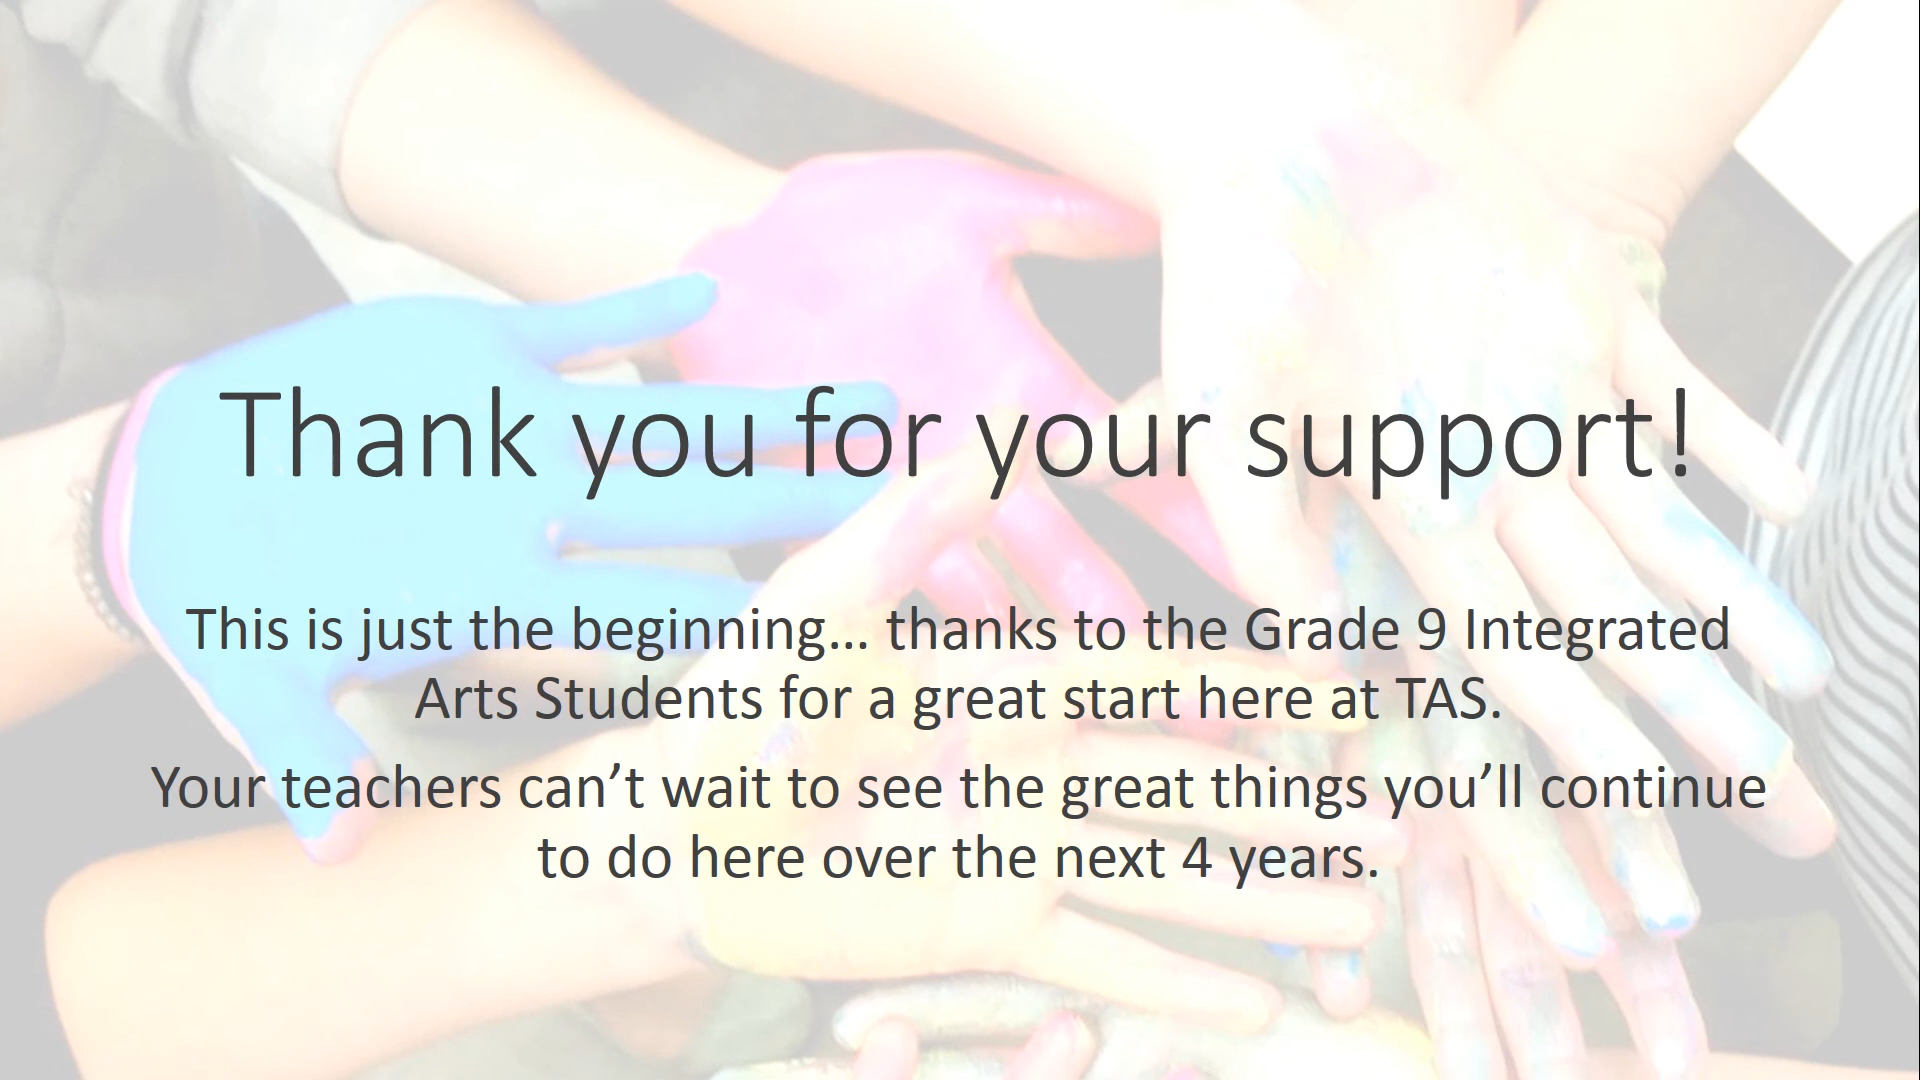 Thank you for your support!
This is just the beginning… thanks to the Grade 9 Integrated
Arts Students for a great start here at TAS.
Your teachers can’t wait to see the great things you’ll continue
to do here over the next 4 years.